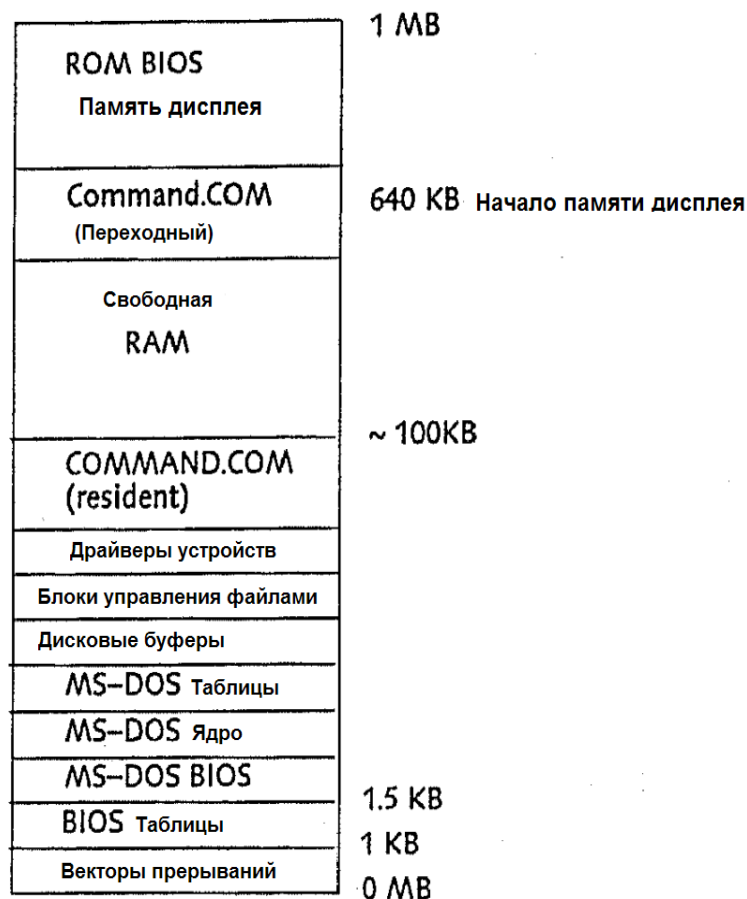 1 MB
ROM BIOS
Память дисплея
Command.COM
(Переходный)
640 KB Начало памяти дисплея
Свободная
RAM
~ 100KB
COMMAND.COM
(resident)
Драйверы устройств
Блоки управления файлами
Дисковые буферы
MS-DOS Таблицы
MS-DOS Ядро
MS-DOS BIOS
1.5 KB
BIOS Таблицы
1 KB
Векторы прерываний
0 MB